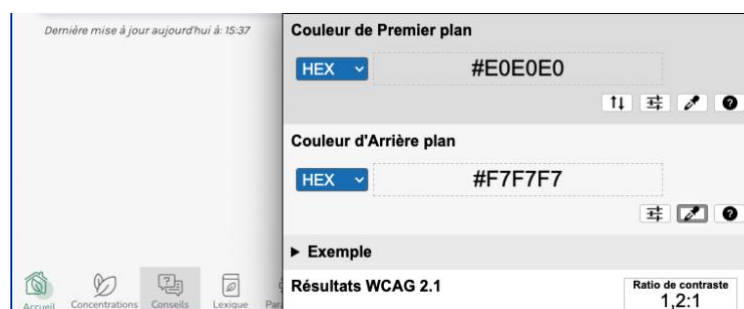 Dernière mise à jour aujourd'hui à: 15:37
Couleur de Premier plan
HEX
#E0E0E0
Couleur d'Arrière plan
HEX
#F7F7F7
▶ Exemple
Résultats WCAG 2.1
Ratio de contraste
1,2:1
Accueil Concentrations Conseils Lexique